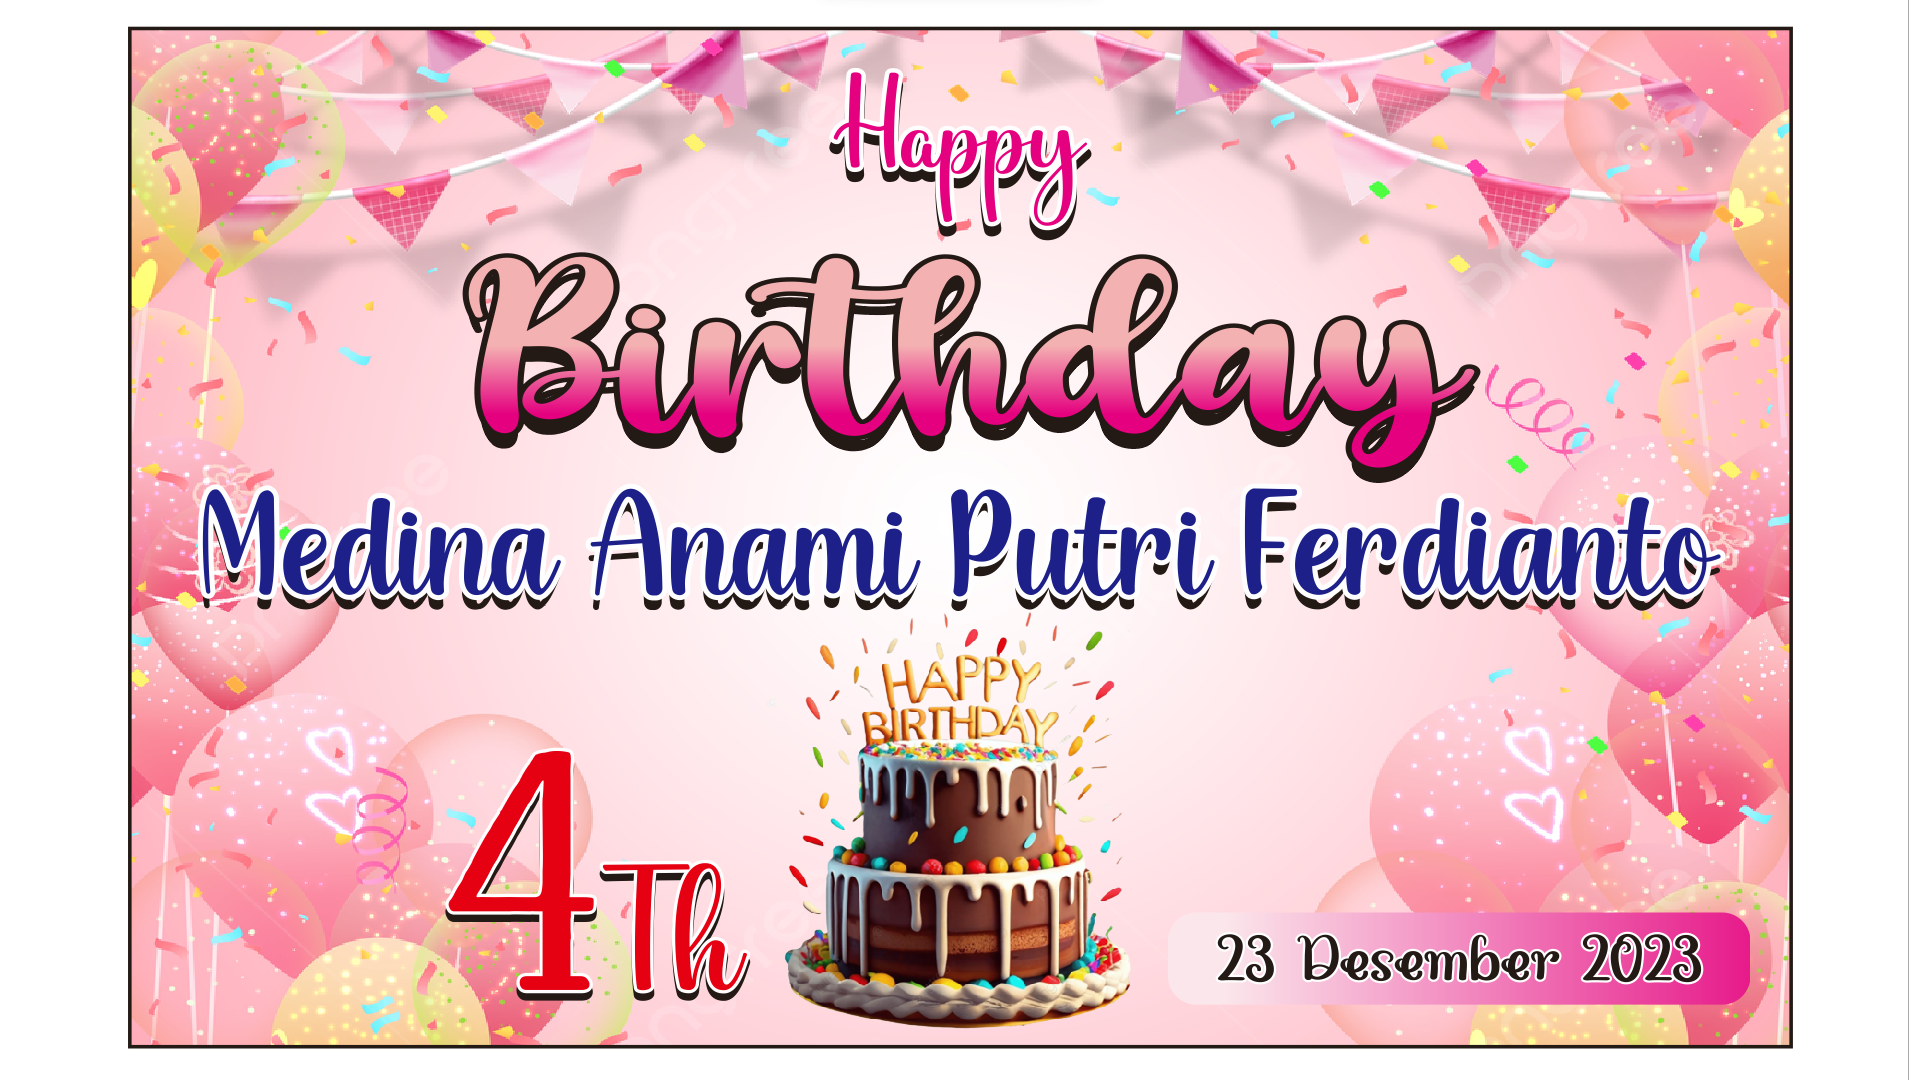 Happy
Birthday
Medina Anami Putri Ferdianto
HAPPY
BIRTHDAY
4Th
23 Desember 2023